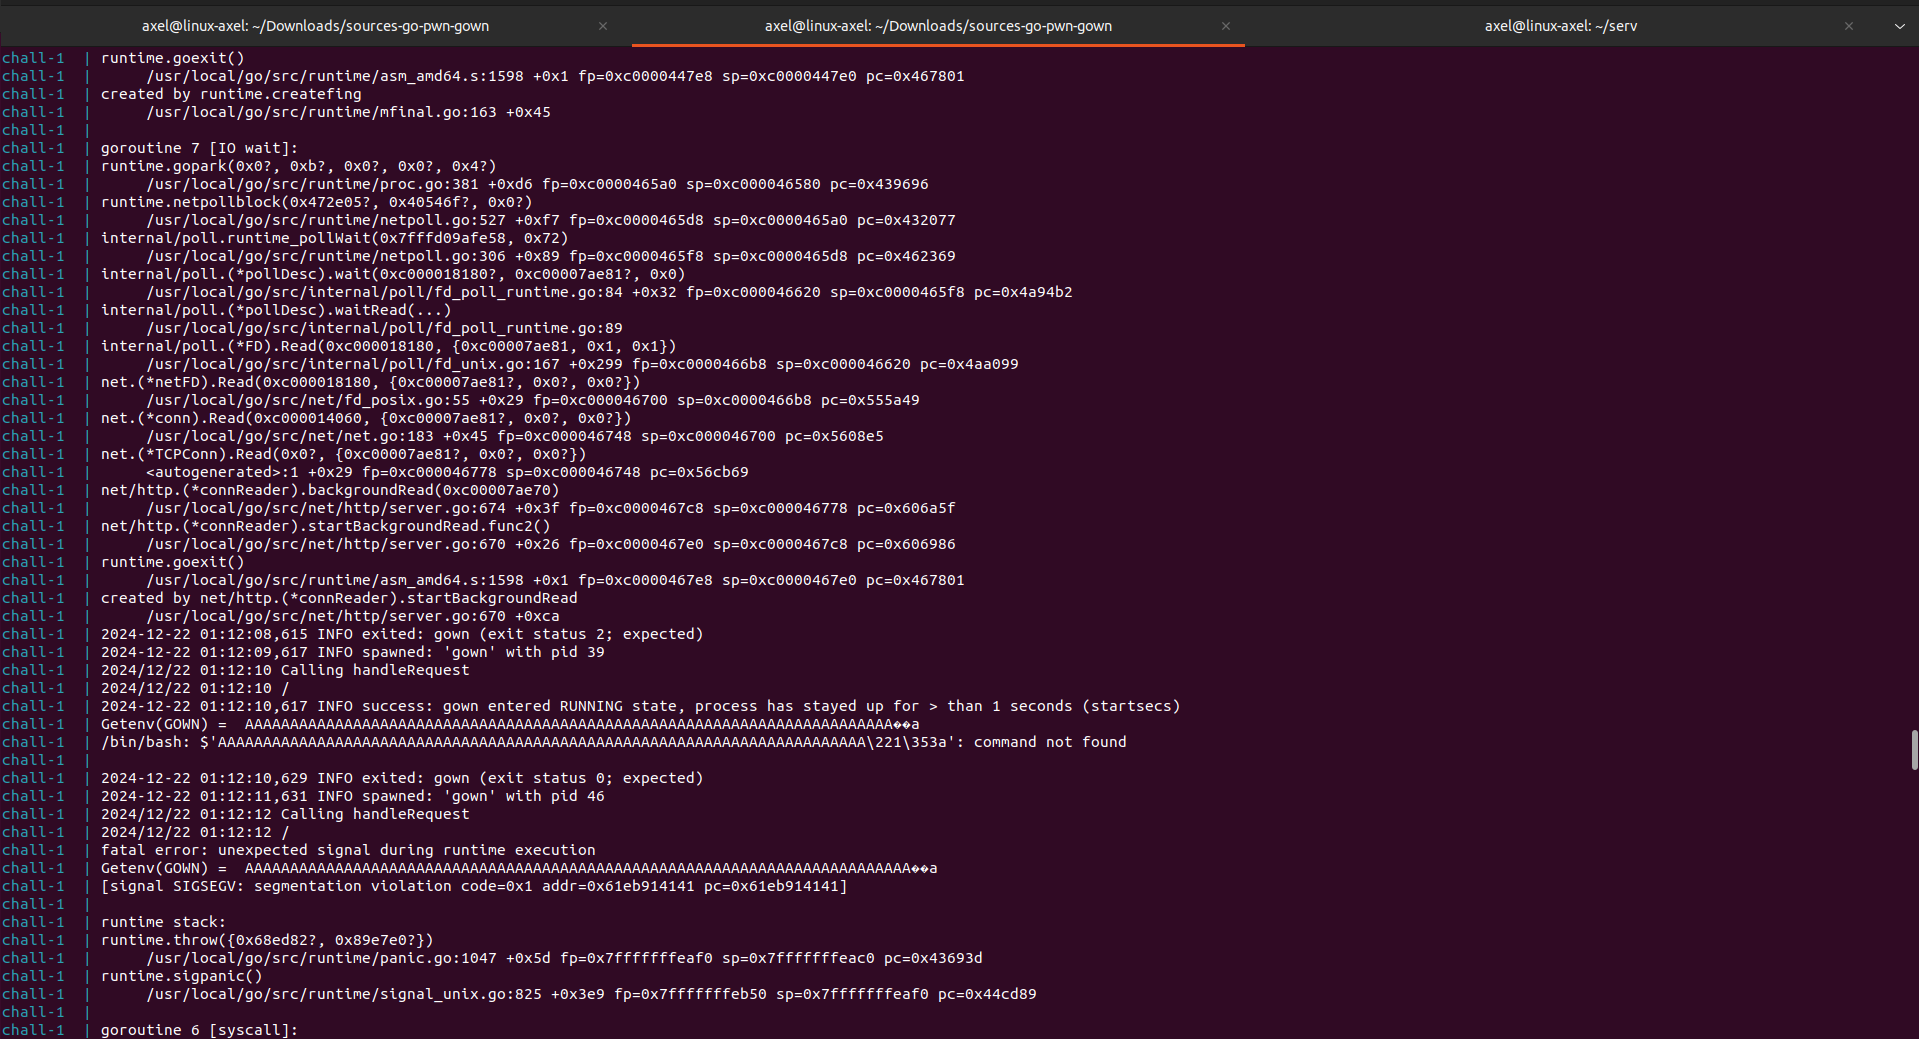 axel@linux-axel: ~/Downloads/sources-go-pwn-gown × axel@linux-axel: ~/Downloads/sources-go-pwn-gown × axel@linux-axel: ~/serv ×
chall-1 | runtime.goexit()
chall-1 | /usr/local/go/src/runtime/asm_amd64.s:1598 +0x1 fp=0xc0000447e8 sp=0xc0000447e0 pc=0x467801
chall-1 | created by runtime.createfing
chall-1 | /usr/local/go/src/runtime/mfinal.go:163 +0x45
chall-1 |
chall-1 | goroutine 7 [IO wait]:
chall-1 | runtime.gopark(0x0?, 0xb?, 0x0?, 0x0?, 0x4?)
chall-1 | /usr/local/go/src/runtime/proc.go:381 +0xd6 fp=0xc0000465a0 sp=0xc000046580 pc=0x439696
chall-1 | runtime.netpollblock(0x472e05?, 0x40546f?, 0x0?)
chall-1 | /usr/local/go/src/runtime/netpoll.go:527 +0xf7 fp=0xc0000465d8 sp=0xc0000465a0 pc=0x432077
chall-1 | internal/poll.runtime_pollWait(0x7fffd09afe58, 0x72)
chall-1 | /usr/local/go/src/runtime/netpoll.go:306 +0x89 fp=0xc0000465f8 sp=0xc0000465d8 pc=0x462369
chall-1 | internal/poll.(*pollDesc).wait(0xc000018180?, 0xc00007ae81?, 0x0)
chall-1 | /usr/local/go/src/internal/poll/fd_poll_runtime.go:84 +0x32 fp=0xc000046620 sp=0xc0000465f8 pc=0x4a94b2
chall-1 | internal/poll.(*pollDesc).waitRead(...)
chall-1 | /usr/local/go/src/internal/poll/fd_poll_runtime.go:89
chall-1 | internal/poll.(*FD).Read(0xc000018180, {0xc00007ae81, 0x1, 0x1})
chall-1 | /usr/local/go/src/internal/poll/fd_unix.go:167 +0x299 fp=0xc0000466b8 sp=0xc000046620 pc=0x4aa099
chall-1 | net.(*netFD).Read(0xc000018180, {0xc00007ae81?, 0x0?, 0x0?})
chall-1 | /usr/local/go/src/net/fd_posix.go:55 +0x29 fp=0xc000046700 sp=0xc0000466b8 pc=0x555a49
chall-1 | net.(*conn).Read(0xc000014060, {0xc00007ae81?, 0x0?, 0x0?})
chall-1 | /usr/local/go/src/net/net.go:183 +0x45 fp=0xc000046748 sp=0xc000046700 pc=0x5608e5
chall-1 | net.(*TCPConn).Read(0x0?, {0xc00007ae81?, 0x0?, 0x0?})
chall-1 | <autogenerated>:1 +0x29 fp=0xc000046778 sp=0xc000046748 pc=0x56cb69
chall-1 | net/http.(*connReader).backgroundRead(0xc00007ae70)
chall-1 | /usr/local/go/src/net/http/server.go:674 +0x3f fp=0xc0000467c8 sp=0xc000046778 pc=0x606a5f
chall-1 | net/http.(*connReader).startBackgroundRead.func2()
chall-1 | /usr/local/go/src/net/http/server.go:670 +0x26 fp=0xc0000467e0 sp=0xc0000467c8 pc=0x606986
chall-1 | runtime.goexit()
chall-1 | /usr/local/go/src/runtime/asm_amd64.s:1598 +0x1 fp=0xc0000467e8 sp=0xc0000467e0 pc=0x467801
chall-1 | created by net/http.(*connReader).startBackgroundRead
chall-1 | /usr/local/go/src/net/http/server.go:670 +0xca
chall-1 | 2024-12-22 01:12:08,615 INFO exited: gown (exit status 2; expected)
chall-1 | 2024-12-22 01:12:09,617 INFO spawned: 'gown' with pid 39
chall-1 | 2024/12/22 01:12:10 Calling handleRequest
chall-1 | 2024/12/22 01:12:10 /
chall-1 | 2024-12-22 01:12:10,617 INFO success: gown entered RUNNING state, process has stayed up for > than 1 seconds (startsecs)
chall-1 | Getenv(GOWN) = AAAAAAAAAAAAAAAAAAAAAAAAAAAAAAAAAAAAAAAAAAAAAAAAAAAAAAAAAAAAAAAAAAAAAAAA��a
chall-1 | /bin/bash: $'AAAAAAAAAAAAAAAAAAAAAAAAAAAAAAAAAAAAAAAAAAAAAAAAAAAAAAAAAAAAAAAAAAAAAAAA\221\353a': command not found
chall-1 |
chall-1 | 2024-12-22 01:12:10,629 INFO exited: gown (exit status 0; expected)
chall-1 | 2024-12-22 01:12:11,631 INFO spawned: 'gown' with pid 46
chall-1 | 2024/12/22 01:12:12 Calling handleRequest
chall-1 | 2024/12/22 01:12:12 /
chall-1 | fatal error: unexpected signal during runtime execution
chall-1 | Getenv(GOWN) = AAAAAAAAAAAAAAAAAAAAAAAAAAAAAAAAAAAAAAAAAAAAAAAAAAAAAAAAAAAAAAAAAAAAAAAAAA��a
chall-1 | [signal SIGSEGV: segmentation violation code=0x1 addr=0x61eb914141 pc=0x61eb914141]
chall-1 |
chall-1 | runtime stack:
chall-1 | runtime.throw({0x68ed82?, 0x89e7e0?})
chall-1 | /usr/local/go/src/runtime/panic.go:1047 +0x5d fp=0x7fffffffeaf0 sp=0x7fffffffeac0 pc=0x43693d
chall-1 | runtime.sigpanic()
chall-1 | /usr/local/go/src/runtime/signal_unix.go:825 +0x3e9 fp=0x7fffffffeb50 sp=0x7fffffffeaf0 pc=0x44cd89
chall-1 |
chall-1 | goroutine 6 [syscall]: